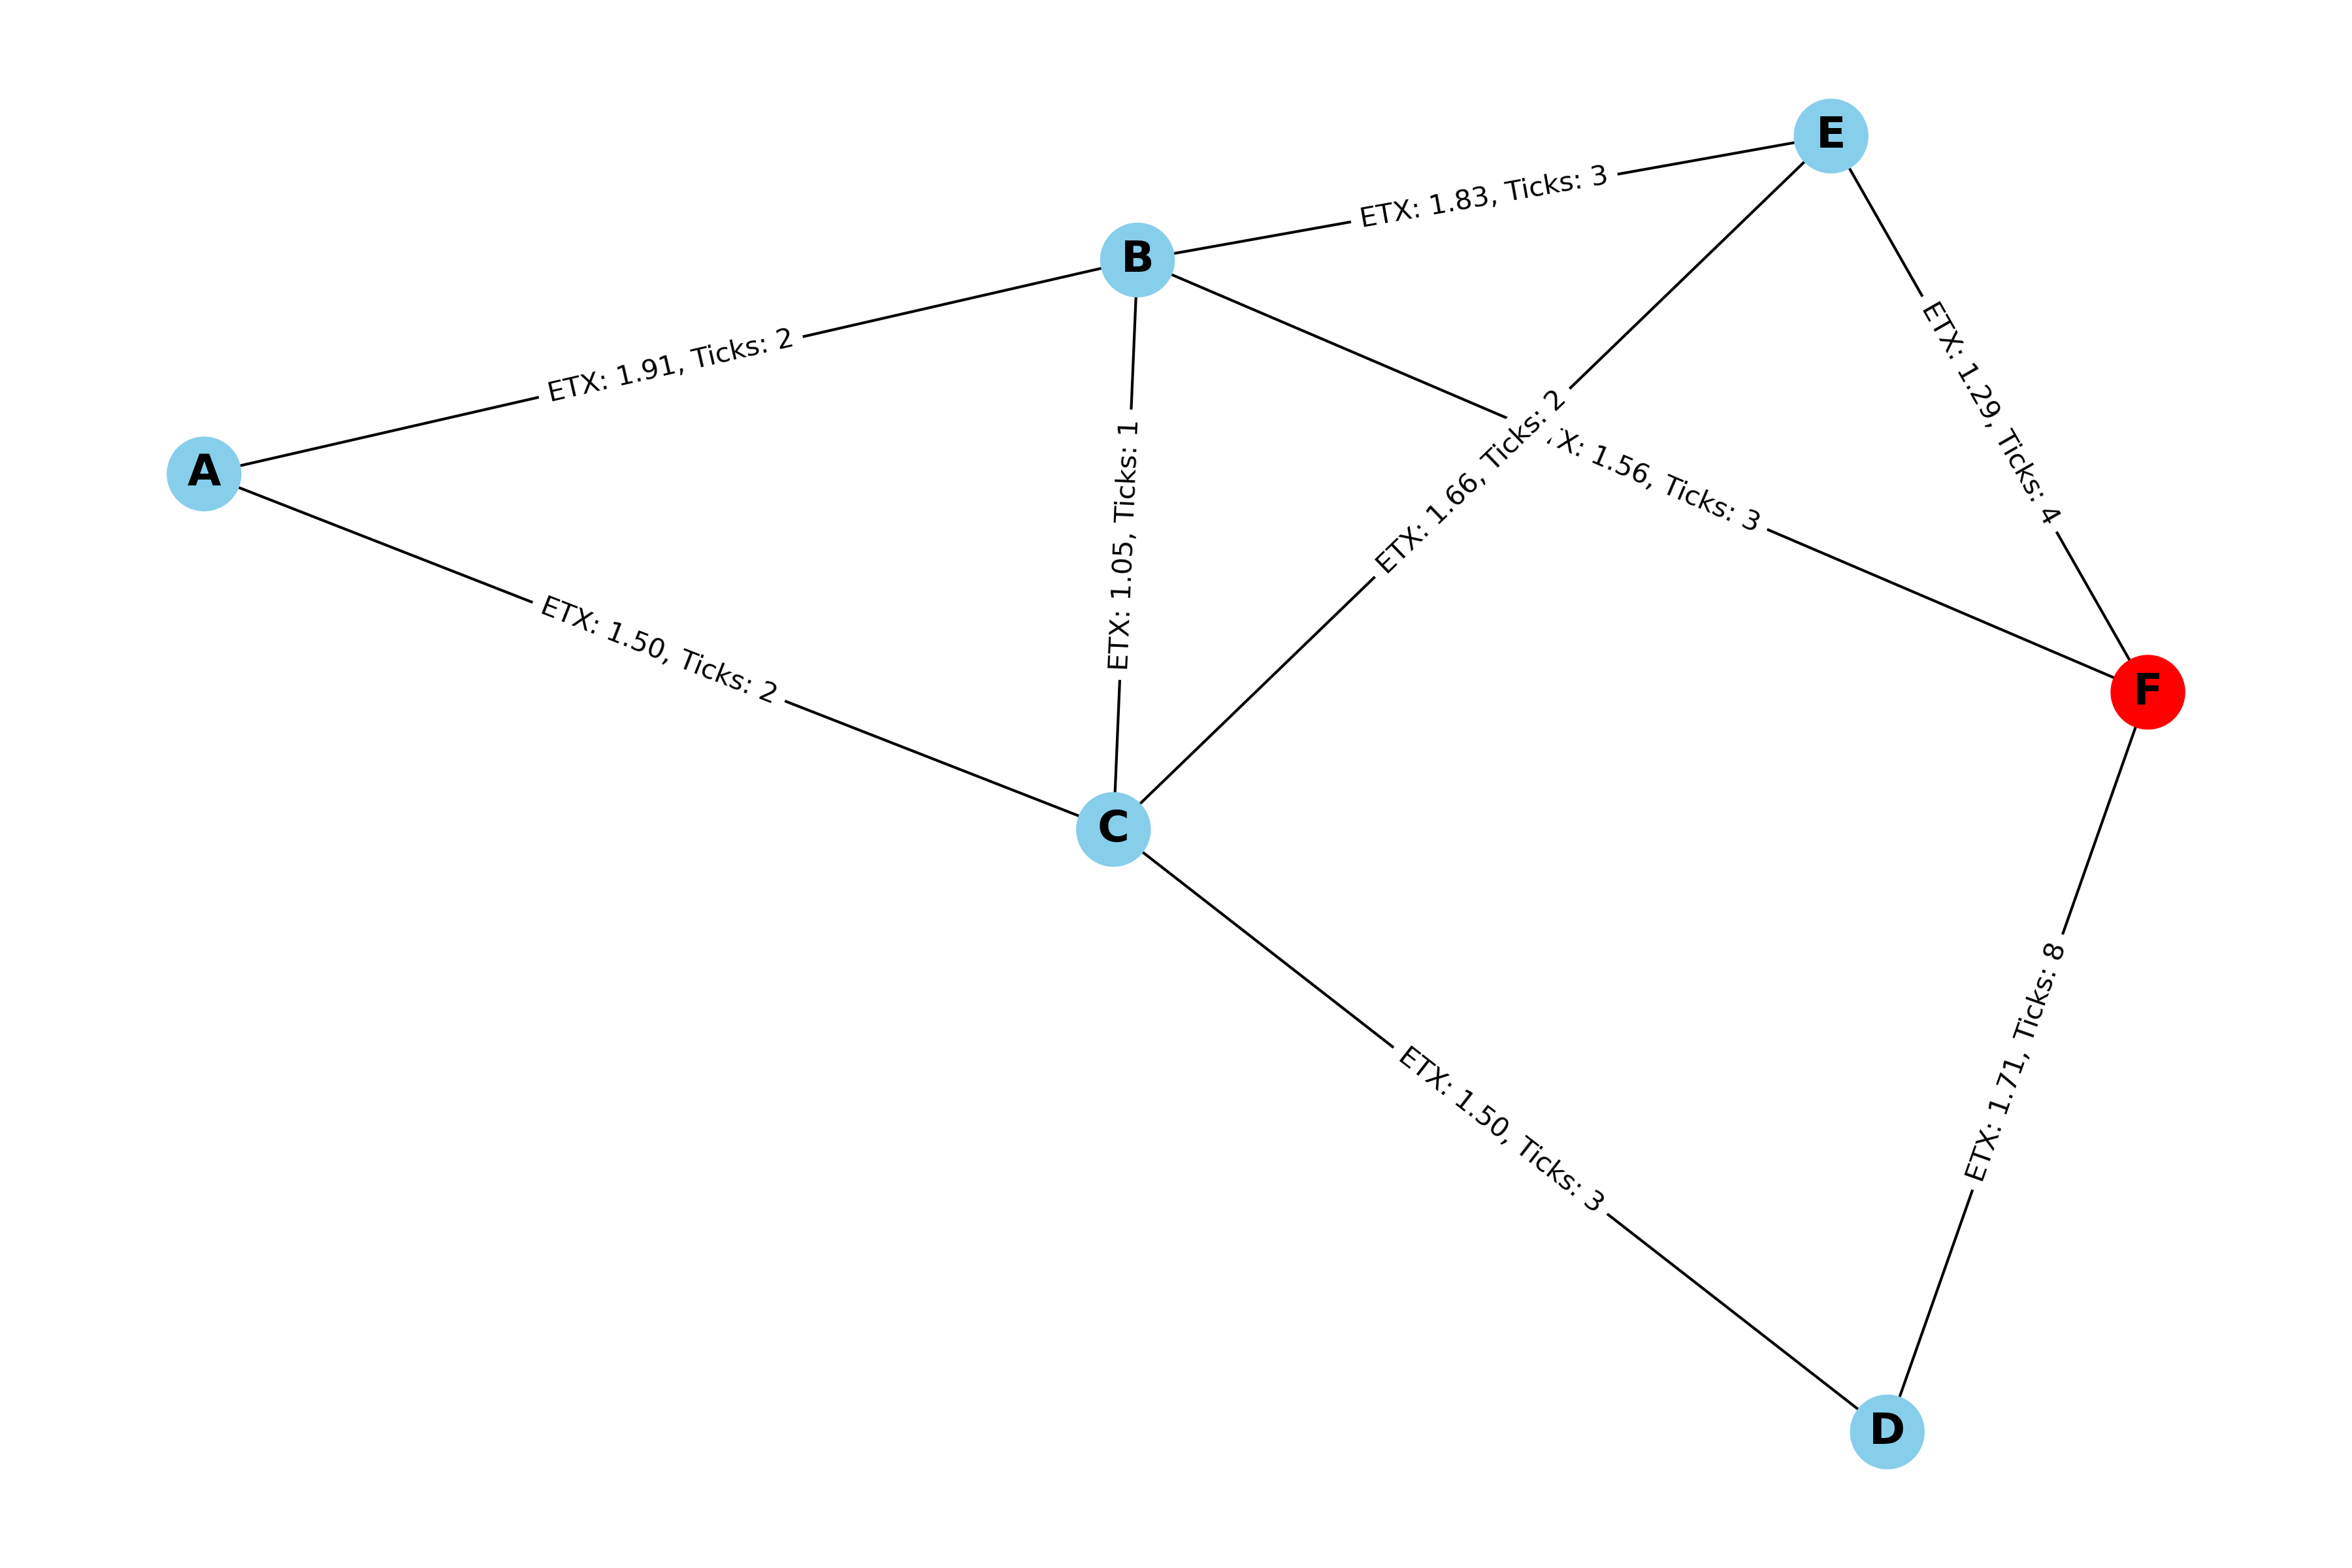 E
ETX: 1.83, Ticks: 3
B
ETX: 1.91, Ticks: 2
ETX: 1.29, Ticks: 4
A
ETX: 1.66, Ticks: 2
X: 1.56, Ticks: 3
ETX: 1.05, Ticks: 1
ETX: 1.50, Ticks: 2
F
C
ETX: 1.71, Ticks: 8
ETX: 1.50, Ticks: 3
D